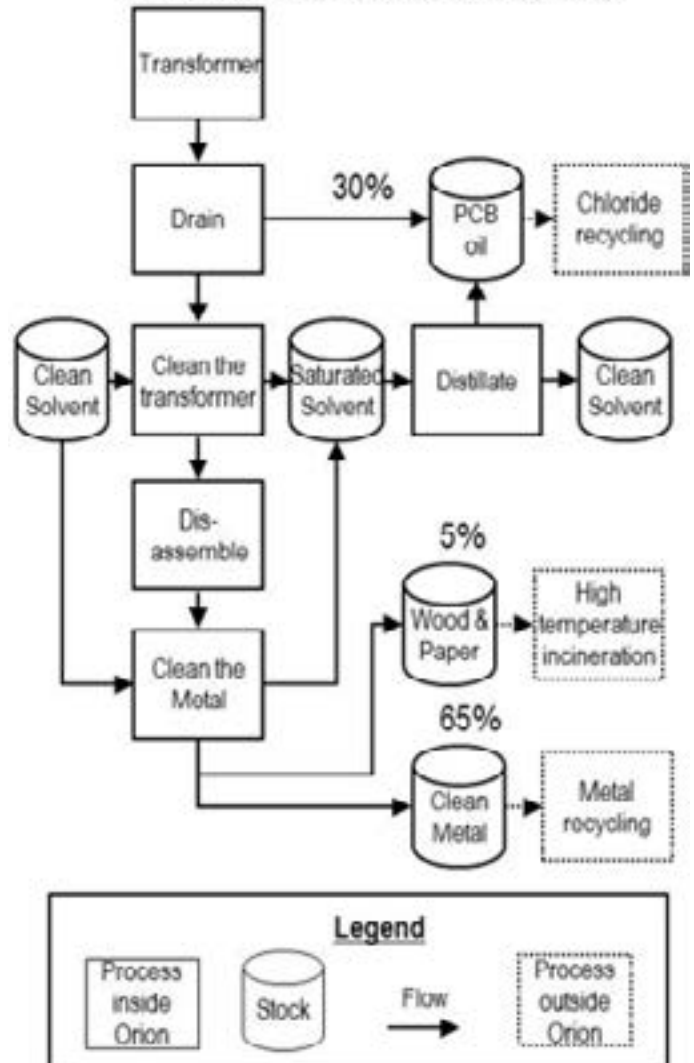 Transformer
Drain
30%
PCB
oil
Chloride
recycling
Clean
Solvent
Clean the
transformer
Saturated
Solvent
Distillate
Clean
Solvent
Dis-
assemble
5%
Wood &
Paper
High
temperature
incineration
Clean the
Metal
65%
Clean
Metal
Metal
recycling
Legend
Process
inside
Orion
Stock
Flow
Process
outside
Orion